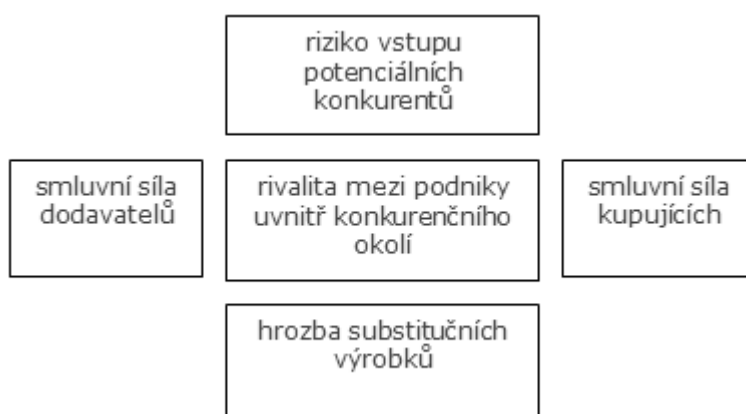 riziko vstupu
potenciálních
konkurentů
smluvní síla
dodavatelů
rivalita mezi podniky
uvnitř konkurenčního
okolí
smluvní síla
kupujících
hrozba substitučních
výrobků